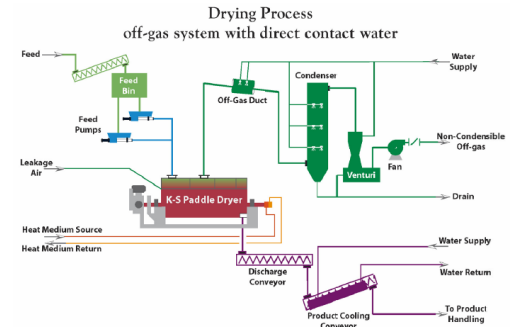 Drying Process
off-gas system with direct contact water
Feed
Feed
Bin
Feed
Pumps
Off-Gas Duct
Condenser
Water
Supply
Non-Condensible
Off-gas
Fan
Venturi
Drain
Leakage
Air
K-S Paddle Dryer
Heat Medium Source
Heat Medium Return
Discharge
Conveyor
Water Supply
Water Return
Product Cooling
Conveyor
To Product
Handling